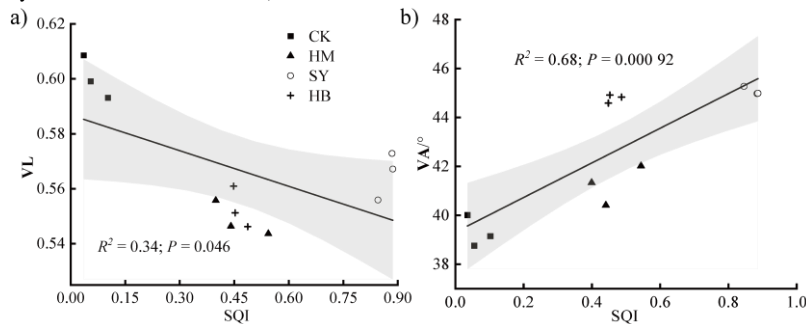 a)
0.62
0.60
0.58
0.56
0.54
VL
CK
HM
SY
HB
R² = 0.34; P = 0.046
0.00 0.15 0.30 0.45 0.60 0.75 0.90
SQI
b)
48
46
44
42
40
38
VA/°
R² = 0.68; P = 0.000 92
0.0 0.2 0.4 0.6 0.8 1.0
SQI